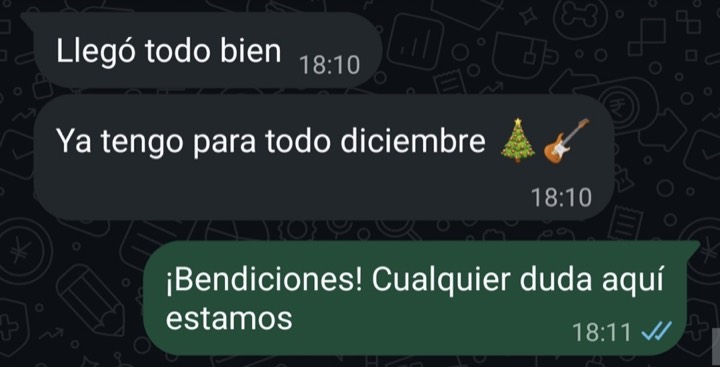 Llegó todo bien 18:10
Ya tengo para todo diciembre 🎄🎸
18:10
¡Bendiciones! Cualquier duda aquí
estamos
18:11